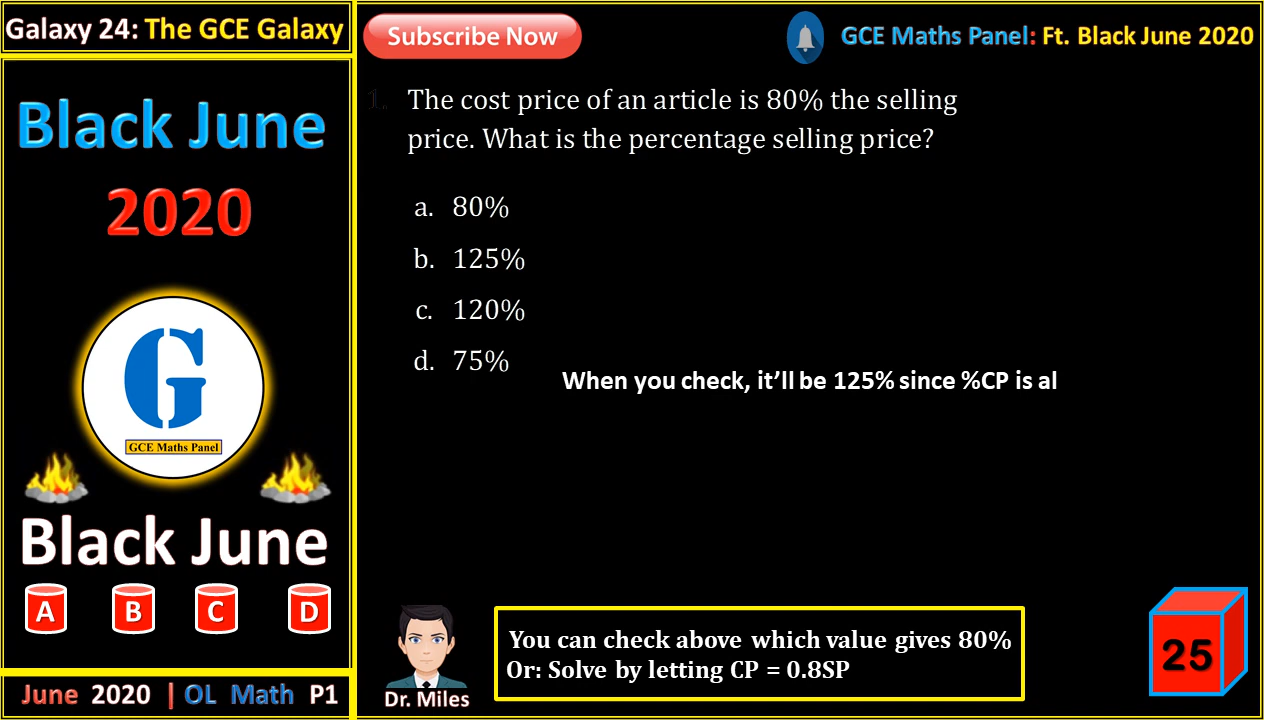 Galaxy 24: The GCE Galaxy
Subscribe Now
GCE Maths Panel: Ft. Black June 2020
Black June
2020
G
GCE Maths Panel
Black June
A B C D
June 2020 | OL Math P1
1. The cost price of an article is 80% the selling
price. What is the percentage selling price?
a. 80%
b. 125%
c. 120%
d. 75%
When you check, it’ll be 125% since %CP is al
Dr. Miles
You can check above which value gives 80%
Or: Solve by letting CP = 0.8SP
25